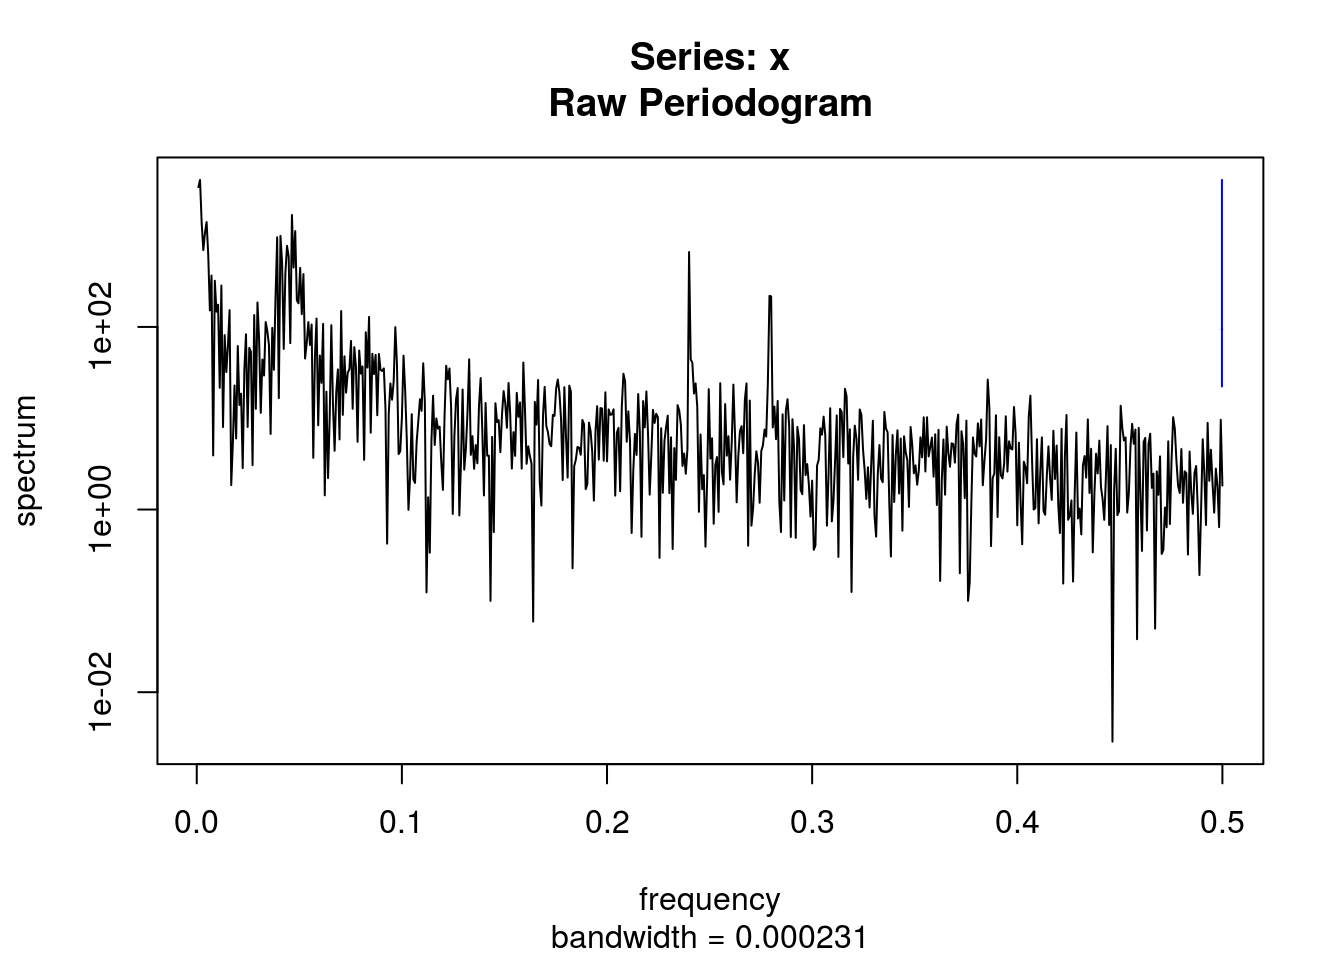 Series: x
Raw Periodogram
spectrum
1e+02
1e+00
1e-02
0.0 0.1 0.2 0.3 0.4 0.5
frequency
bandwidth = 0.000231